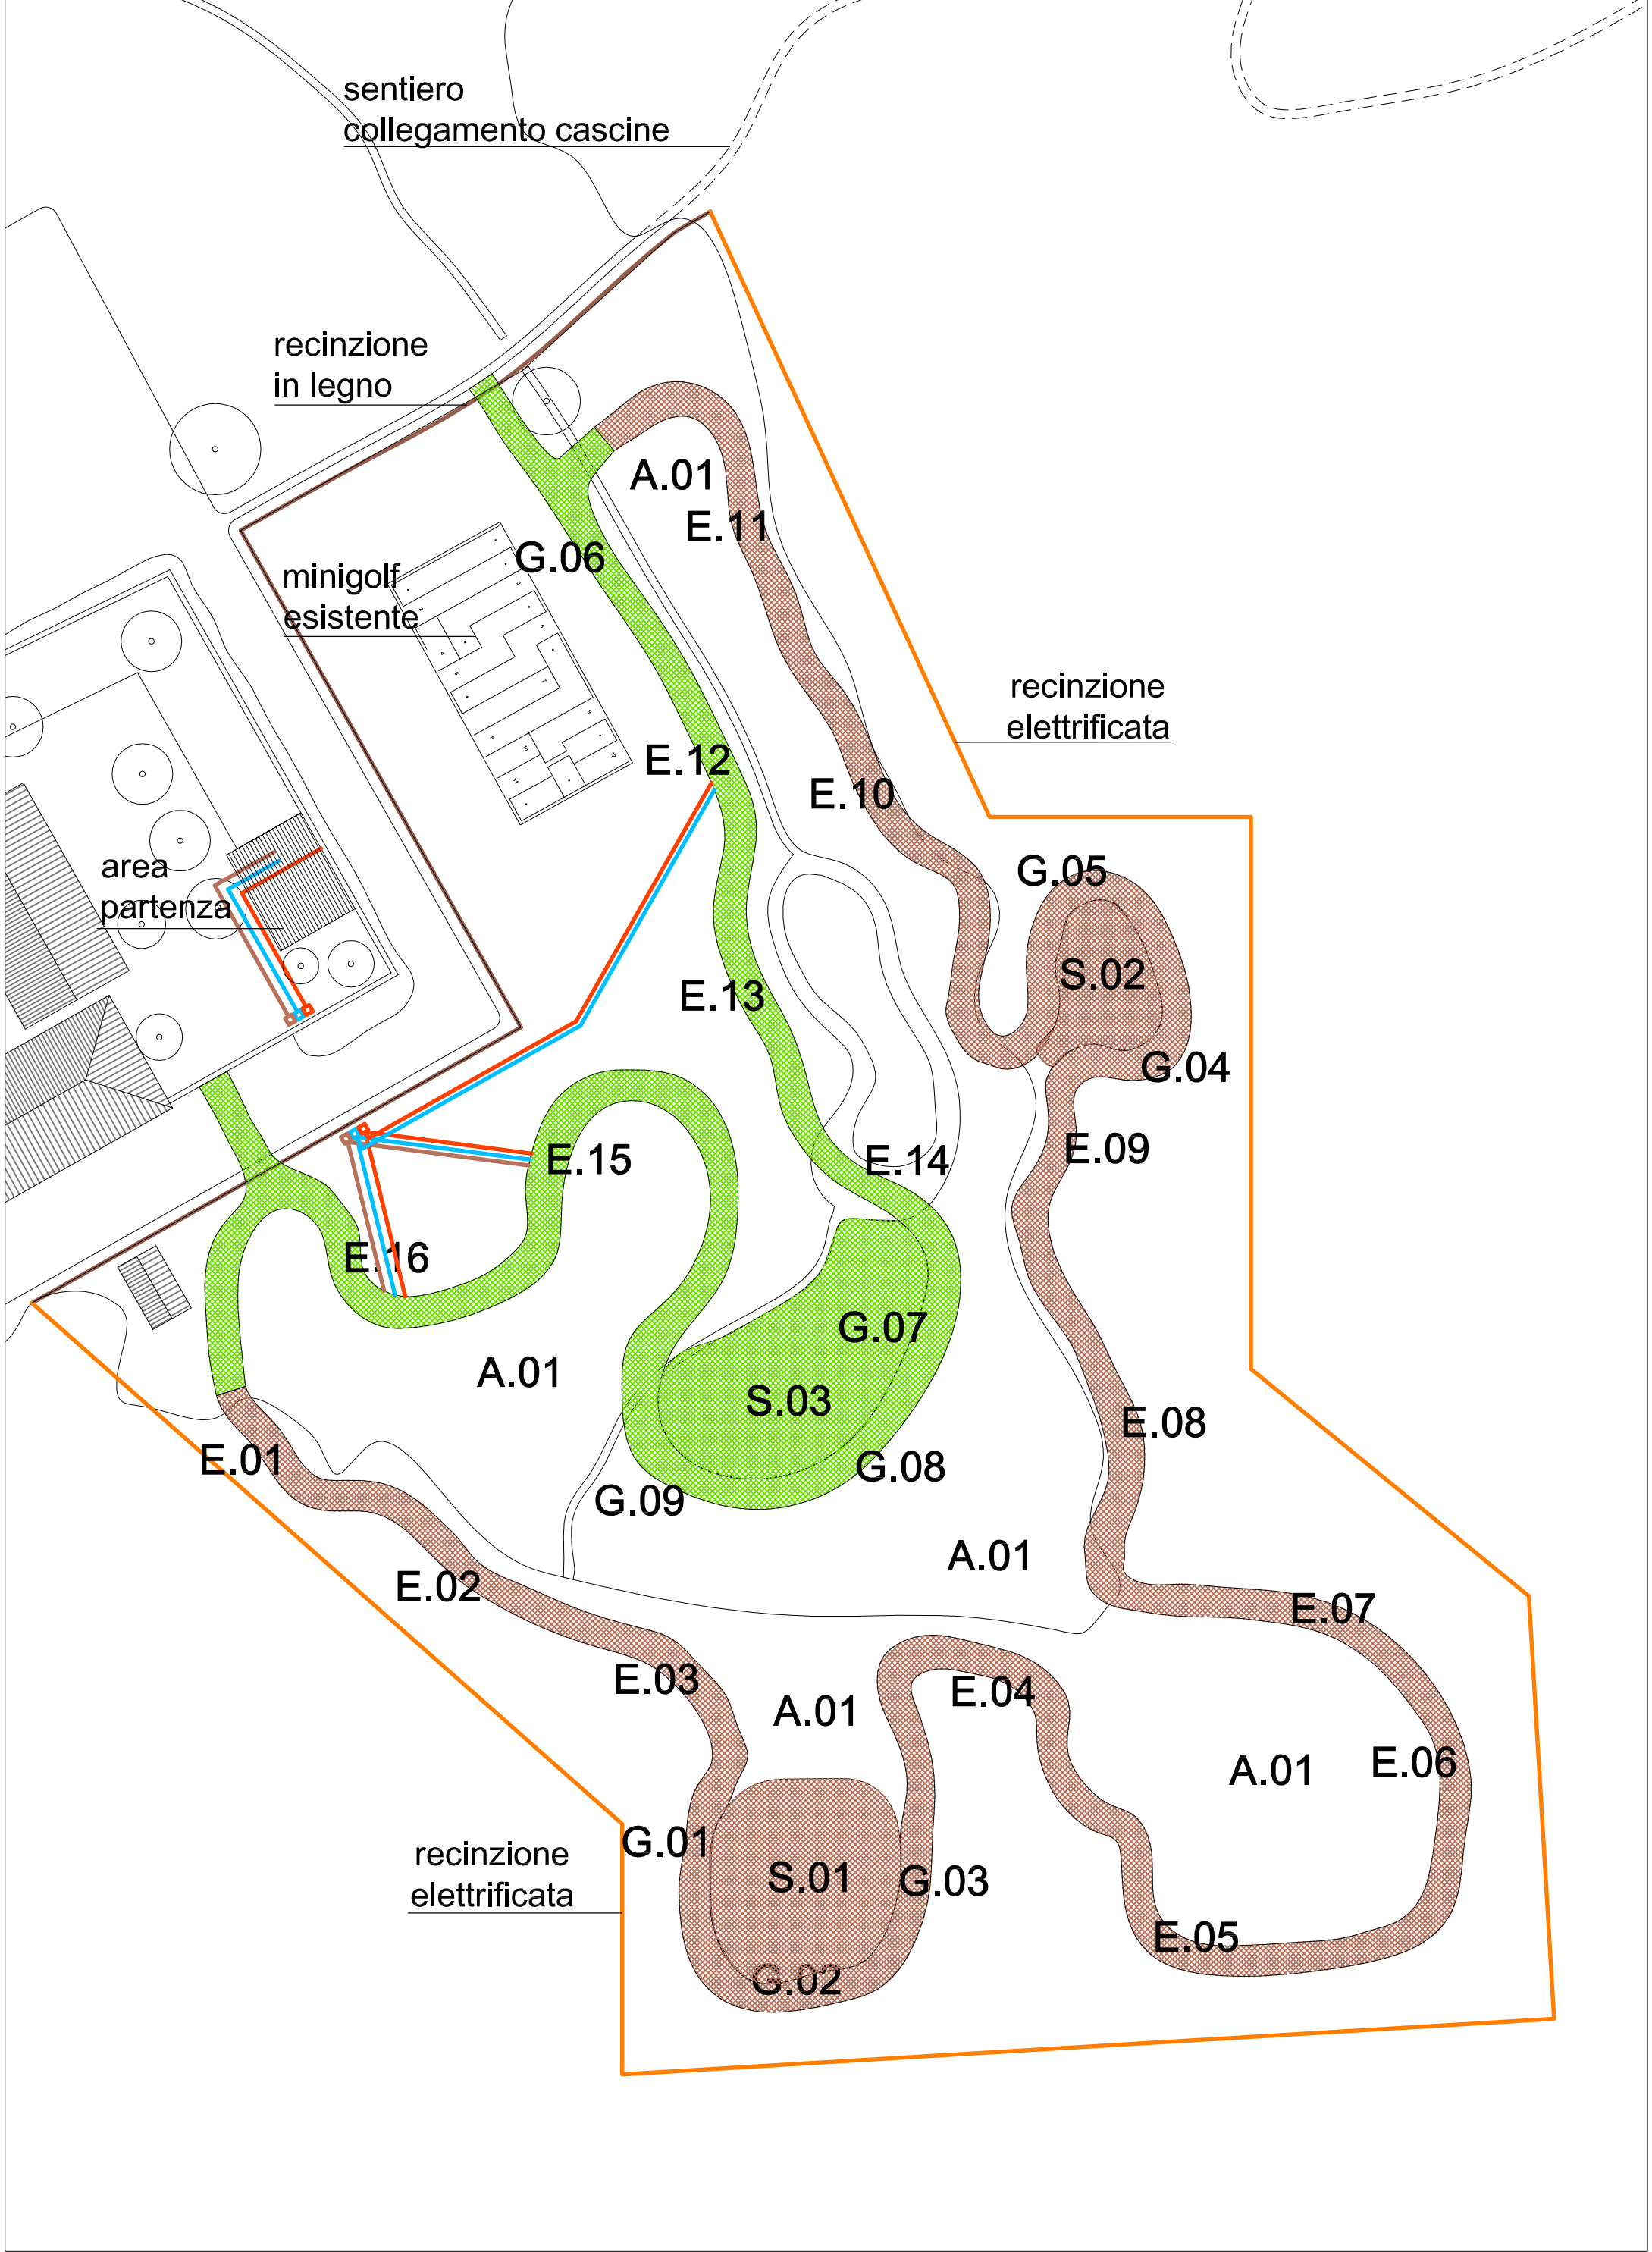 sentiero
collegamento cascine
recinzione
in legno
A.01
E.11
G.06
minigolf
esistente
recinzione
elettrificata
E.12
E.10
area
partenza
G.05
S.02
E.13
G.04
E.09
E.14
E.15
E.16
G.07
A.01
S.03
E.08
E.01
G.08
G.09
A.01
E.02
E.07
E.03
E.04
A.01
E.06
A.01
G.01
recinzione
elettrificata
S.01
G.03
E.05
G.02